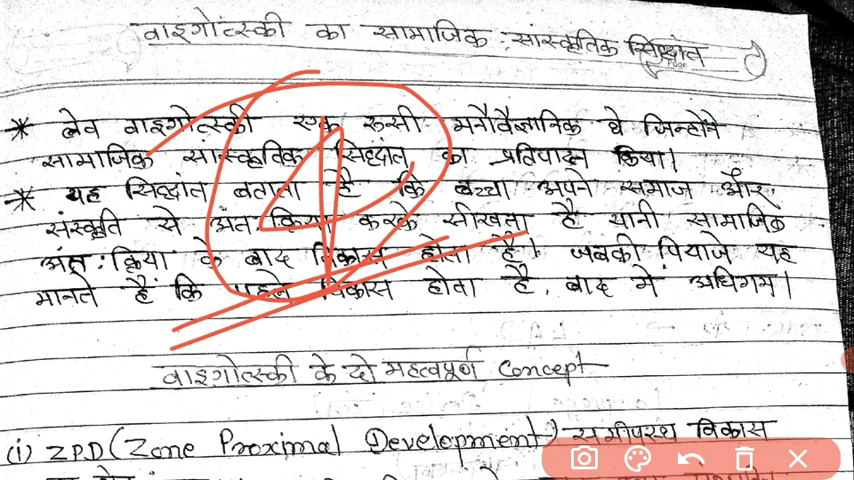 वाइगोत्स्की का सामाजिक : सांस्कृतिक सिद्धांत
* लेव वाइगोत्स्की एक रूसी मनोवैज्ञानिक थे जिन्होने
सामाजिक सांस्कृतिक सिद्धांत का प्रतिपादन किया।
* यह सिद्धांत बताता है कि बच्चा अपने समाज और
संस्कृति से अंत:क्रिया करके सीखता है यानी सामाजिक
अंत:क्रिया के बाद विकास होता है। जबकी पियाजे यह
मानते हैं कि पहले विकास होता है, बाद में अधिगम।
वाइगोत्स्की के दो महत्वपूर्ण Concept
(i) ZPD (Zone Proximal Development) समीपस्थ विकास